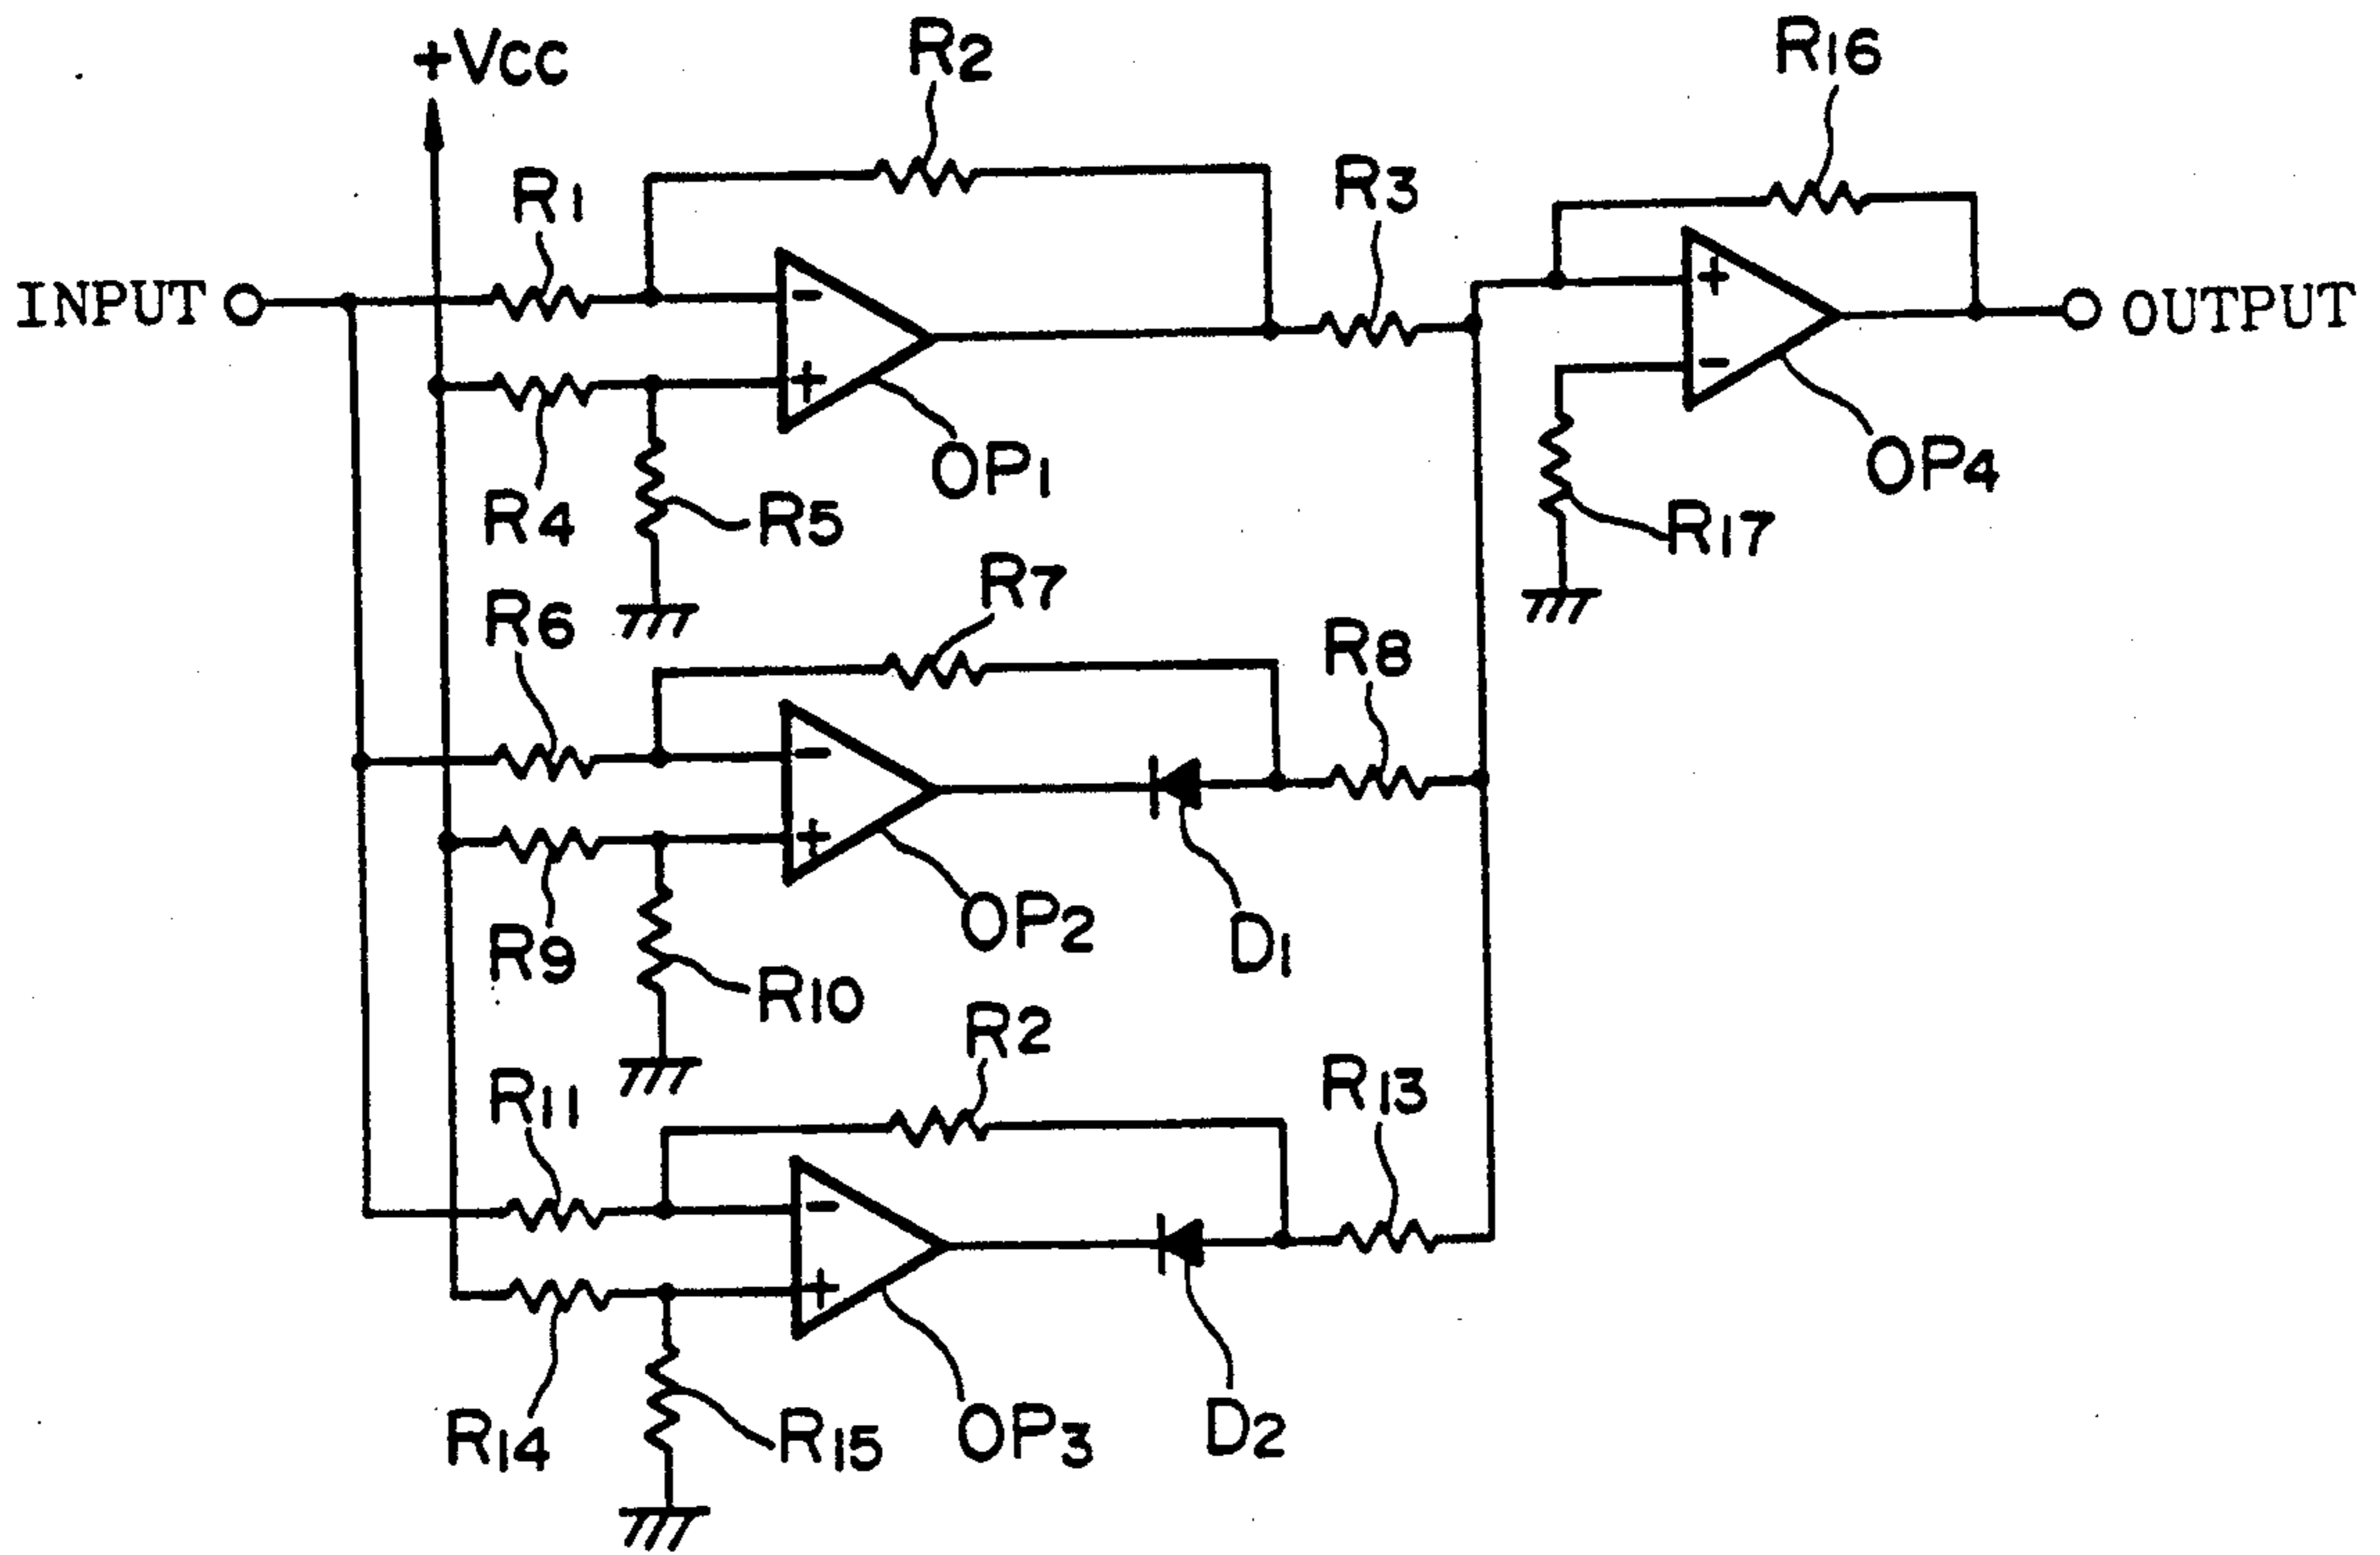 +Vcc
R2
R16
R1
R3
INPUT
-
+
+
-
OUTPUT
OP1
OP4
R4
R5
R17
R7
R6
R8
-
+
OP2
D1
R9
R10
R2
R11
R13
-
+
R14
R15
OP3
D2